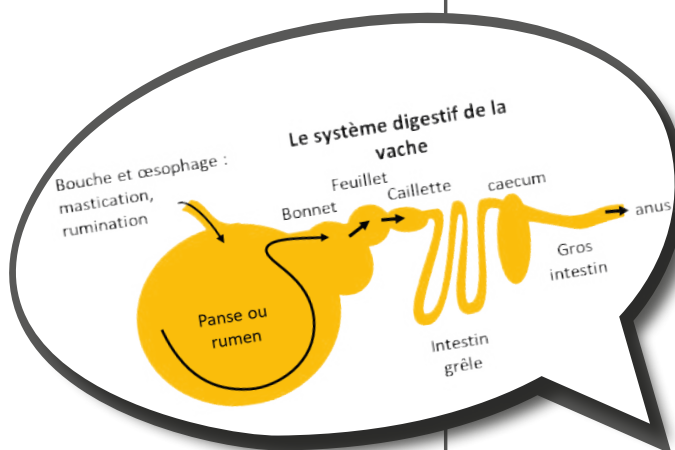 Le système digestif de la
vache
Bouche et œsophage :
mastication,
rumination
Bonnet
Feuillet
Caillette
caecum
anus
Gros
intestin
Panse ou
rumen
Intestin
grêle